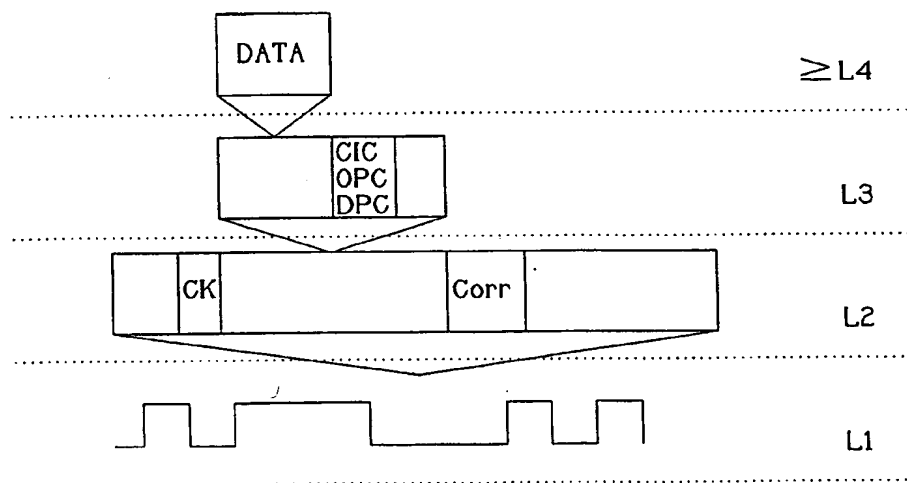 DATA
≥L4
CIC
OPC
DPC
L3
CK
Corr
L2
L1